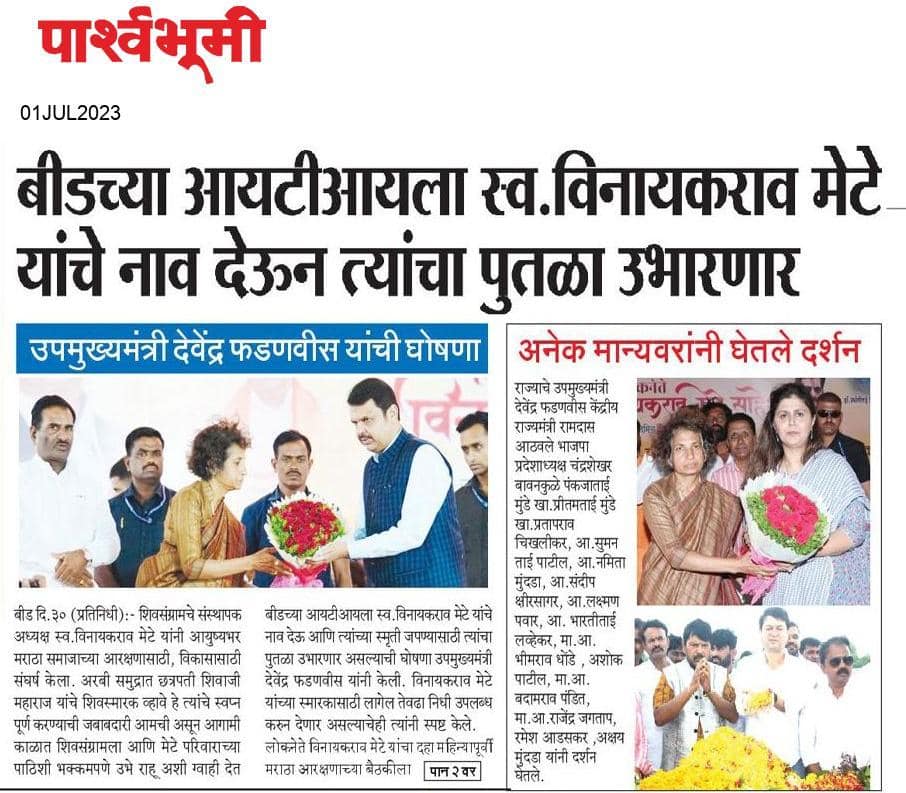 पार्श्वभूमी
01JUL2023
बीडच्या आयटीआयला स्व.विनायकराव मेटे
यांचे नाव देऊन त्यांचा पुतळा उभारणार
उपमुख्यमंत्री देवेंद्र फडणवीस यांची घोषणा
बीड दि.३० (प्रतिनिधी):- शिवसंग्रामचे संस्थापक
अध्यक्ष स्व.विनायकराव मेटे यांनी आयुष्यभर
मराठा समाजाच्या आरक्षणासाठी, विकासासाठी
संघर्ष केला. अरबी समुद्रात छत्रपती शिवाजी
महाराज यांचे शिवस्मारक व्हावे हे त्यांचे स्वप्न
पूर्ण करण्याची जबाबदारी आमची असून आगामी
काळात शिवसंग्रामला आणि मेटे परिवाराच्या
पाठिशी भक्कमपणे उभे राहू अशी ग्वाही देत
बीडच्या आयटीआयला स्व.विनायकराव मेटे यांचे
नाव देऊ आणि त्यांच्या स्मृती जपण्यासाठी त्यांचा
पुतळा उभारणार असल्याची घोषणा उपमुख्यमंत्री
देवेंद्र फडणवीस यांनी केली. विनायकराव मेटे
यांच्या स्मारकासाठी लागेल तेवढा निधी उपलब्ध
करुन देणार असल्याचेही त्यांनी स्पष्ट केले.
लोकनेते विनायकराव मेटे यांचा दहा महिन्यापूर्वी
मराठा आरक्षणाच्या बैठकीला पान २ वर
अनेक मान्यवरांनी घेतले दर्शन
राज्याचे उपमुख्यमंत्री
देवेंद्र फडणवीस केंद्रीय
राज्यमंत्री रामदास
आठवले भाजपा
प्रदेशाध्यक्ष चंद्रशेखर
बावनकुळे पंकजाताई
मुंडे खा.प्रीतमताई मुंडे
खा.प्रतापराव
चिखलीकर, आ.सुमन
ताई पाटील, आ.नमिता
मुंदडा, आ.संदीप
क्षीरसागर, आ.लक्ष्मण
पवार, आ. भारतीताई
लव्हेकर, मा.आ.
भीमराव धोंडे , अशोक
पाटील, मा.आ.
बदामराव पंडित,
मा.आ.राजेंद्र जगताप,
रमेश आडसकर ,अक्षय
मुंदडा यांनी दर्शन
घेतले.